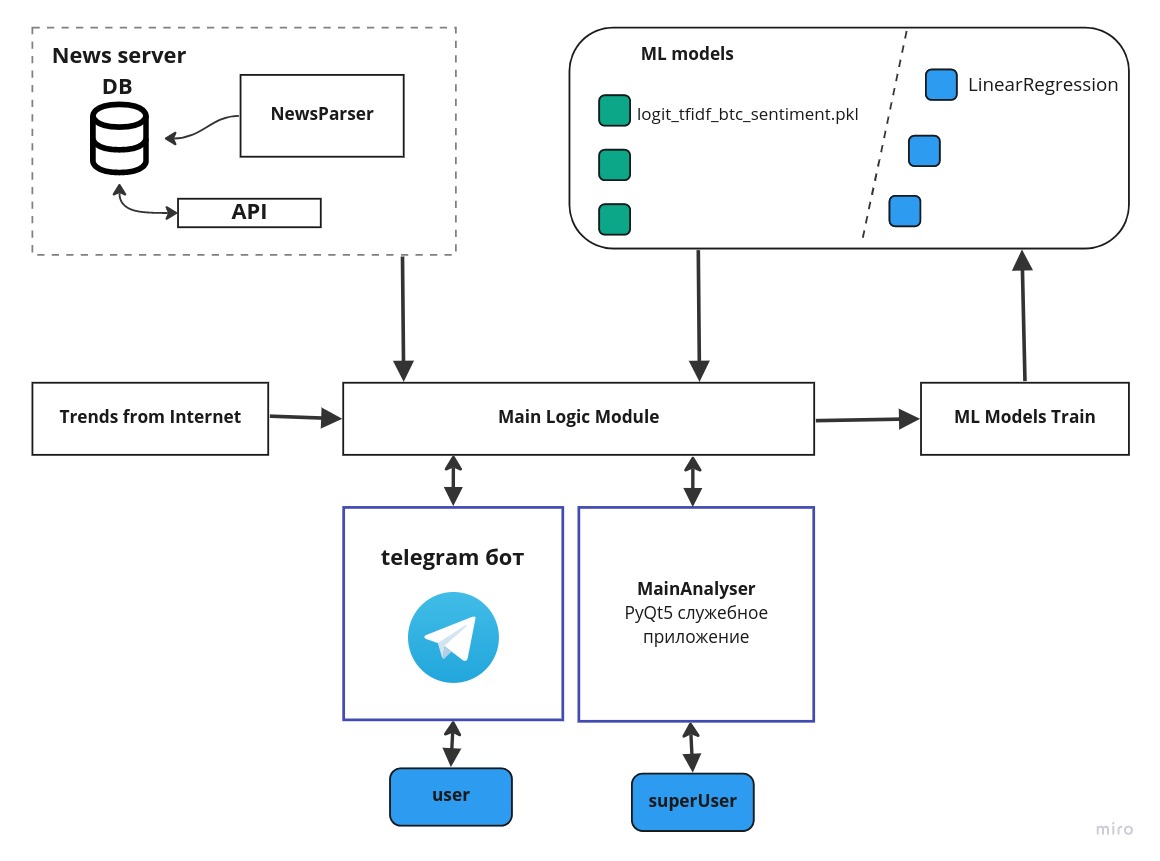 News server
DB
NewsParser
API
ML models
logit_tfidf_btc_sentiment.pkl
LinearRegression
Trends from Internet
Main Logic Module
ML Models Train
telegram бот
MainAnalyser
PyQt5 служебное
приложение
user
superUser
miro